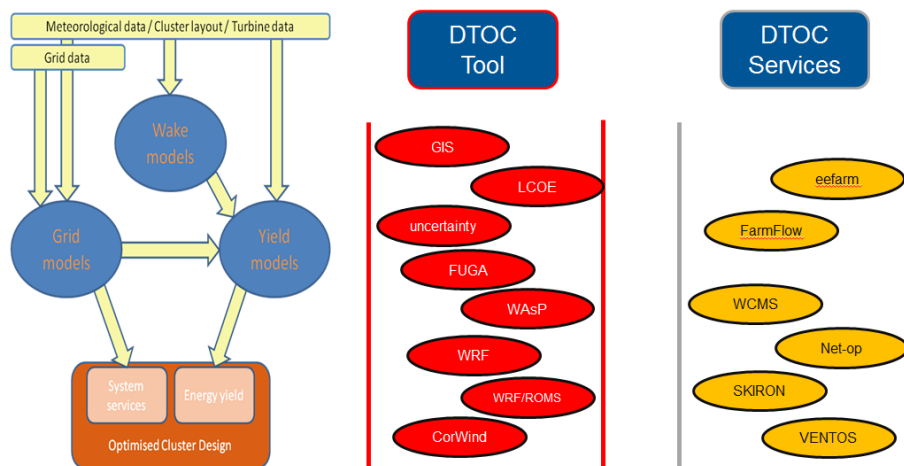 Meteorological data / Cluster layout / Turbine data
Grid data
Wake
models
Grid
models
Yield
models
System
services
Energy yield
Optimised Cluster Design
DTOC
Tool
GIS
LCOE
uncertainty
FUGA
WAsP
WRF
WRF/ROMS
CorWind
DTOC
Services
eefarm
FarmFlow
WCMS
Net-op
SKIRON
VENTOS